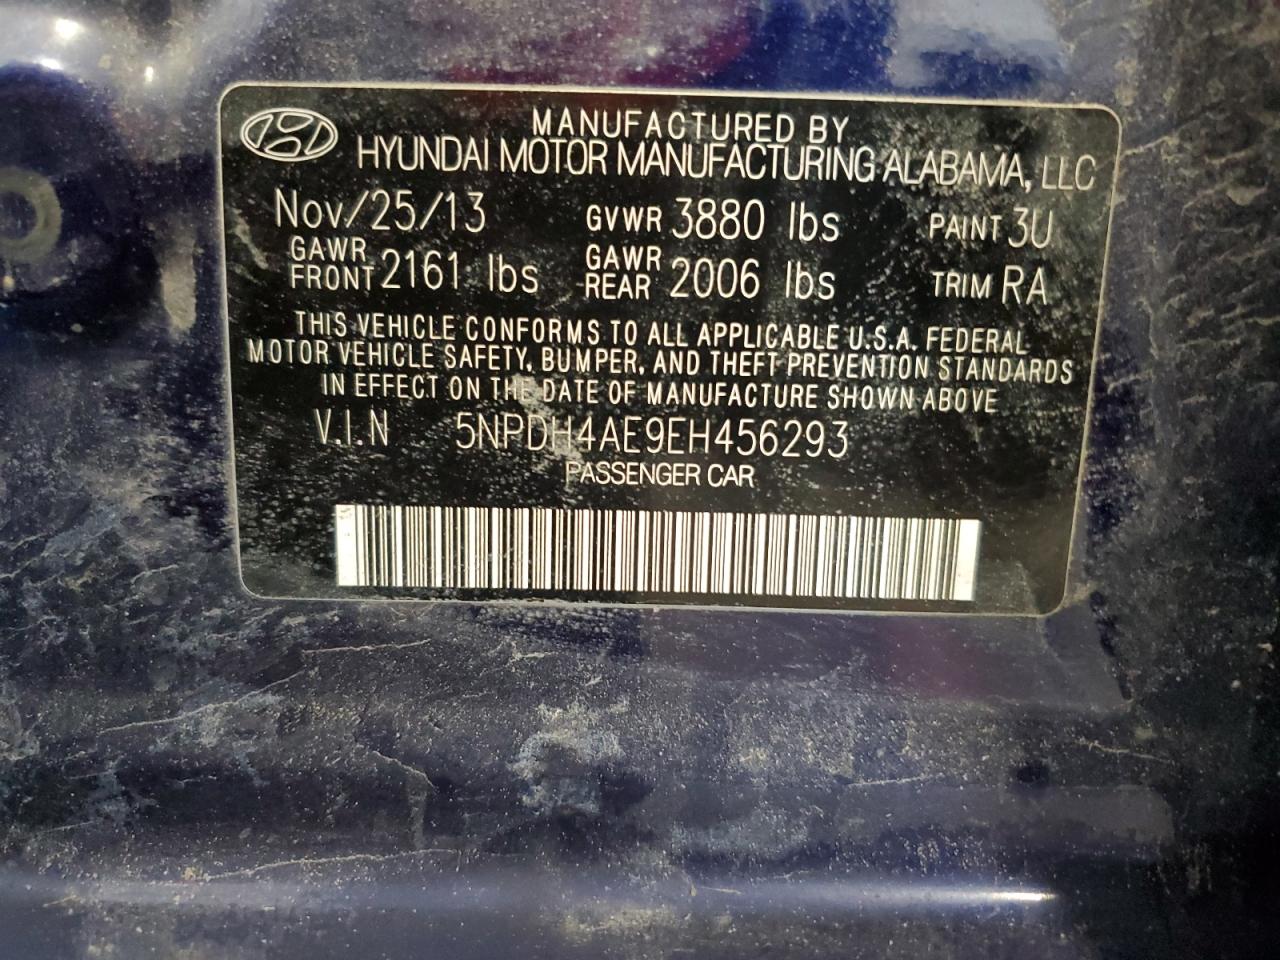 MANUFACTURED BY
HYUNDAI MOTOR MANUFACTURING ALABAMA, LLC
Nov/25/13 GVWR 3880 lbs PAINT 3U
GAWR FRONT 2161 lbs GAWR REAR 2006 lbs TRIM RA
THIS VEHICLE CONFORMS TO ALL APPLICABLE U.S.A. FEDERAL
MOTOR VEHICLE SAFETY, BUMPER, AND THEFT PREVENTION STANDARDS
IN EFFECT ON THE DATE OF MANUFACTURE SHOWN ABOVE
V.I.N 5NPDH4AE9EH456293
PASSENGER CAR